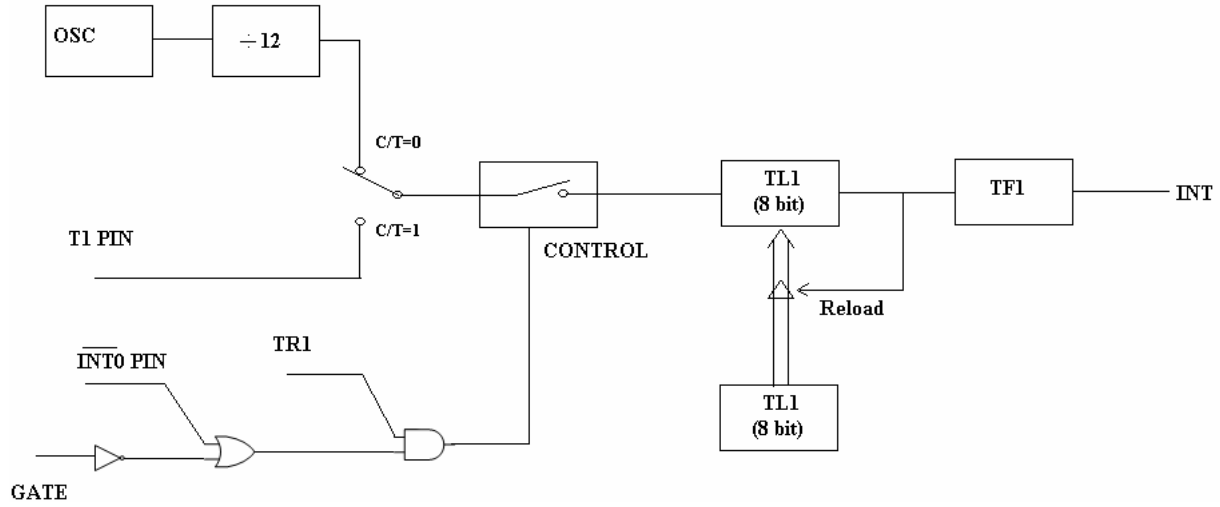 OSC
÷12
C/T=0
C/T=1
T1 PIN
CONTROL
TL1
(8 bit)
TF1
INT
Reload
INT0 PIN
TR1
TL1
(8 bit)
GATE